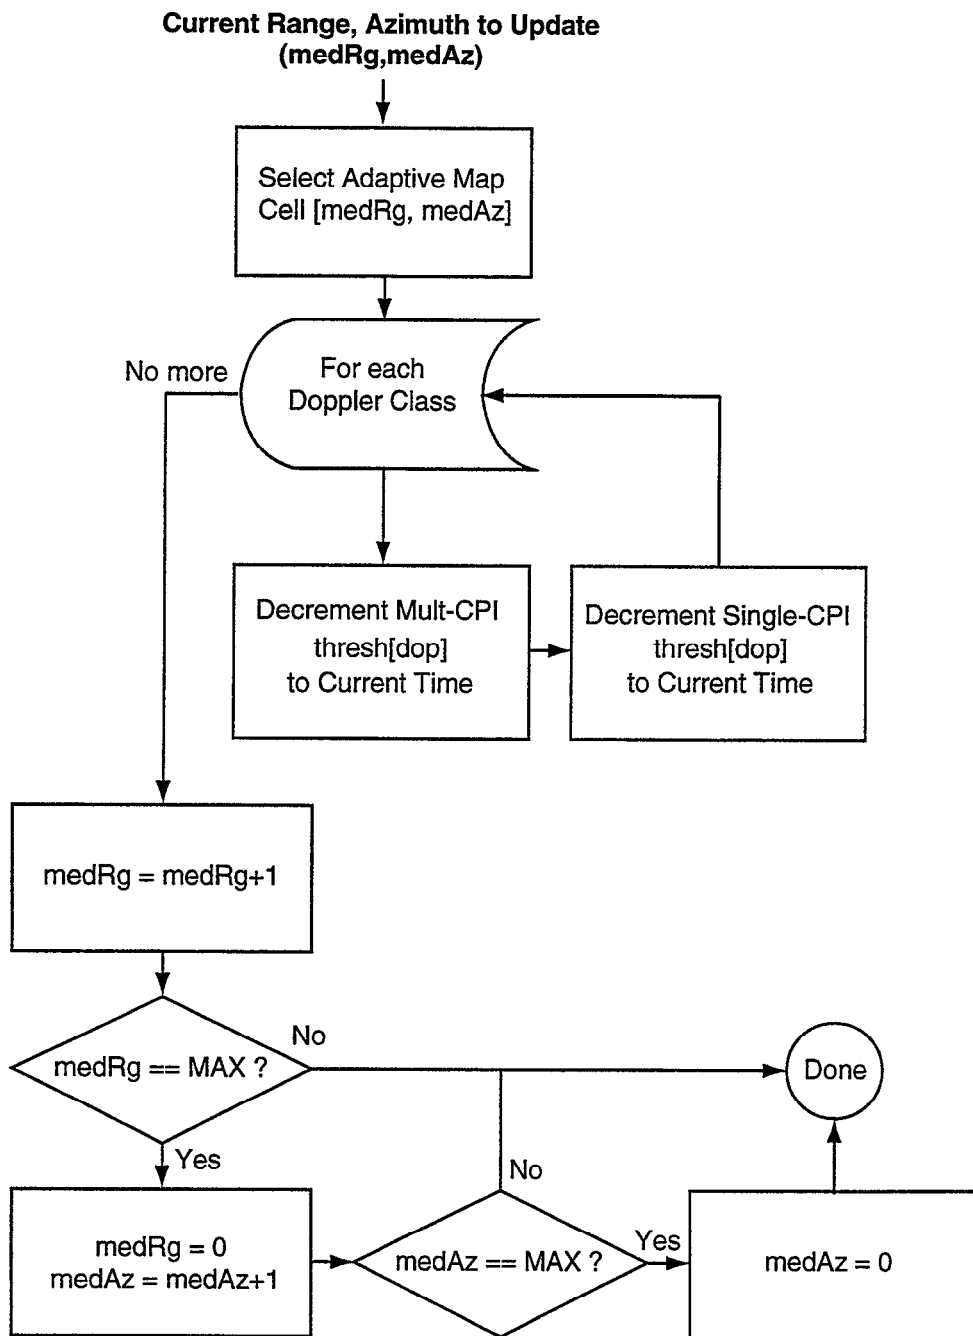 Current Range, Azimuth to Update
(medRg,medAz)
Select Adaptive Map
Cell [medRg, medAz]
No more
For each
Doppler Class
Decrement Mult-CPI
thresh[dop]
to Current Time
Decrement Single-CPI
thresh[dop]
to Current Time
medRg = medRg+1
medRg == MAX ?
No
Done
Yes
No
medRg = 0
medAz = medAz+1
medAz == MAX ?
Yes
medAz = 0